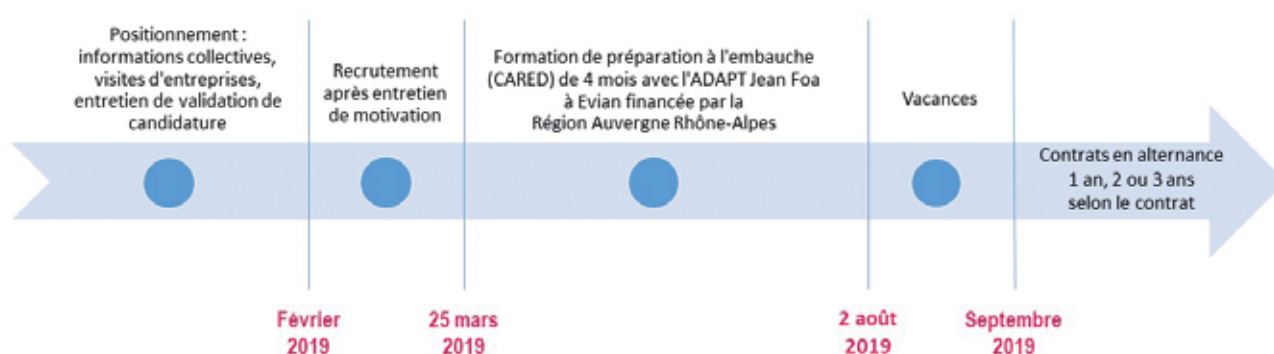 Positionnement :
informations collectives,
visites d'entreprises,
entretien de validation de
candidature
Recrutement
après entretien
de motivation
Formation de préparation à l'embauche
(CARED) de 4 mois avec l'ADAPT Jean Foa
à Evian financée par la
Région Auvergne Rhône-Alpes
Vacances
Contrats en alternance
1 an, 2 ou 3 ans
selon le contrat
Février
2019
25 mars
2019
2 août
2019
Septembre
2019